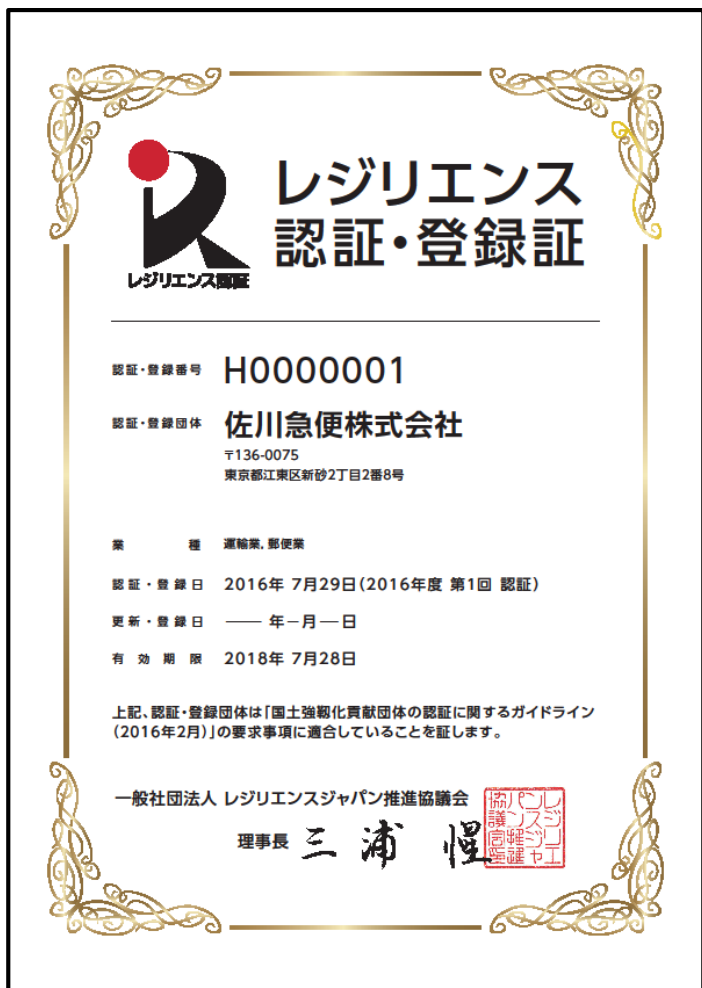 レジリエンス
認証・登録証
レジリエンス認証
認証・登録番号 H0000001
認証・登録団体 佐川急便株式会社
〒136-0075
東京都江東区新砂2丁目2番8号
業種 運輸業，郵便業
認証・登録日 2016年 7月29日（2016年度 第1回 認証）
更新・登録日 ―― 年－月―日
有効期限 2018年 7月28日
上記、認証・登録団体は「国土強靱化貢献団体の認証に関するガイドライン
（2016年2月）」の要求事項に適合していることを証します。
一般社団法人 レジリエンスジャパン推進協議会
理事長 三浦 惺